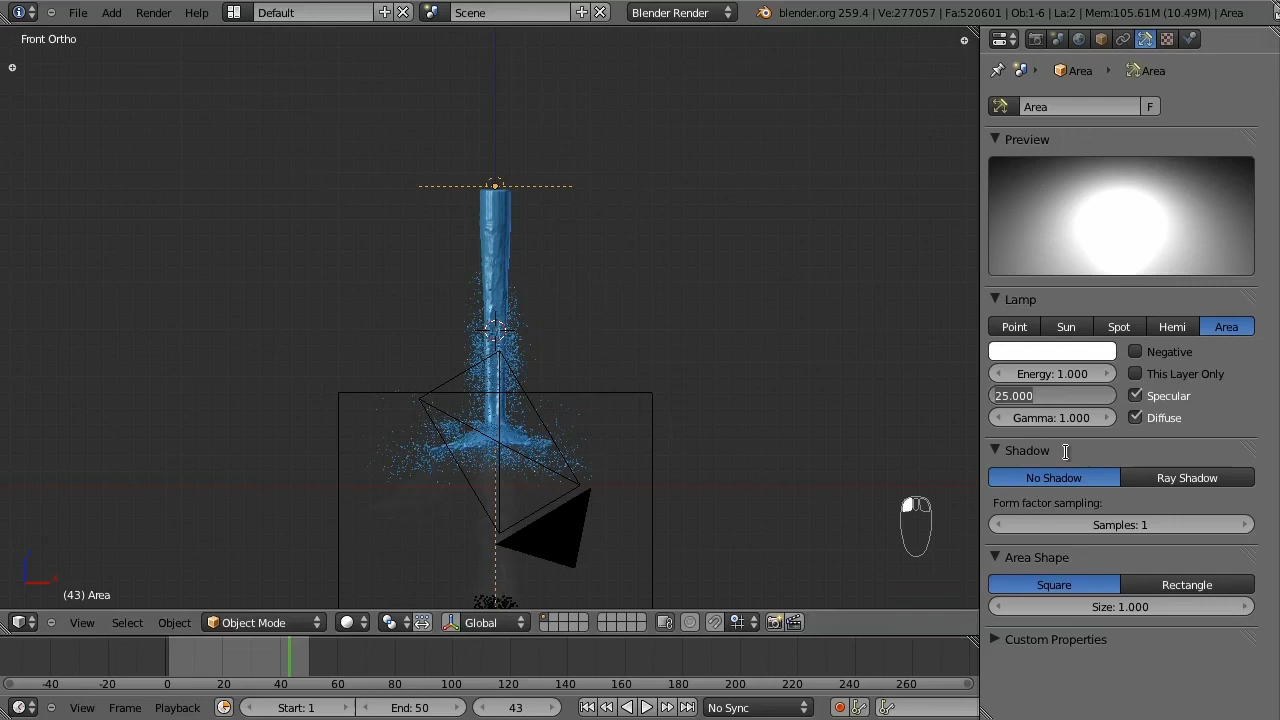 File Add Render Help Default Scene Blender Render blender.org 259.4 | Ve:277057 | Fa:520601 | Ob:1-6 | La:2 | Mem:105.61M (10.49M) | Area
Front Ortho
Area Area
Area F
Preview
Lamp
Point Sun Spot Hemi Area
Negative
Energy: 1.000 This Layer Only
25.000 Specular
Gamma: 1.000 Diffuse
Shadow
No Shadow Ray Shadow
Form factor sampling:
Samples: 1
Area Shape
Square Rectangle
(43) Area
Size: 1.000
View Select Object Object Mode Global
Custom Properties
-40 -20 0 20 40 60 80 100 120 140 160 180 200 220 240 260
View Frame Playback Start: 1 End: 50 43 No Sync